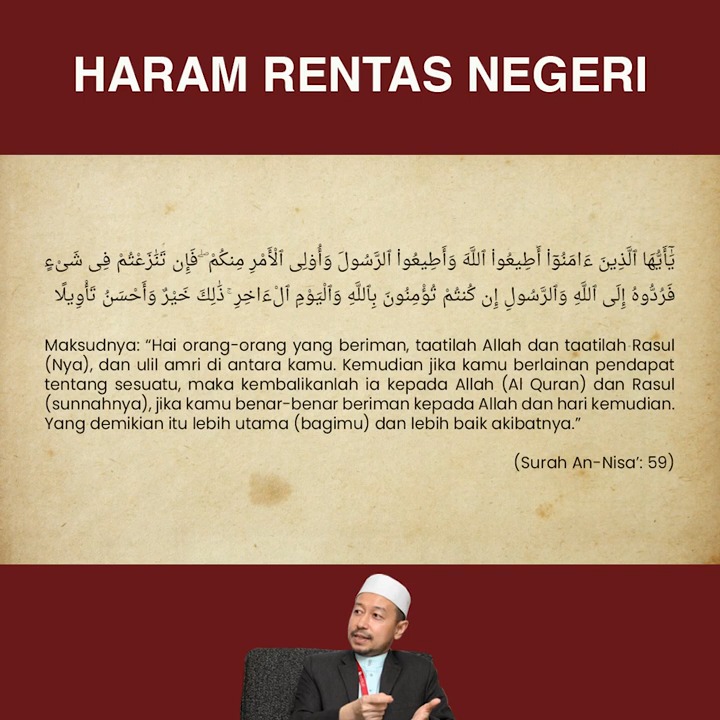 HARAM RENTAS NEGERI
يَٰٓأَيُّهَا ٱلَّذِينَ ءَامَنُوٓا۟ أَطِيعُوا۟ ٱللَّهَ وَأَطِيعُوا۟ ٱلرَّسُولَ وَأُو۟لِى ٱلْأَمْرِ مِنكُمْ ۖ فَإِن تَنَٰزَعْتُمْ فِى شَىْءٍ
فَرُدُّوهُ إِلَى ٱللَّهِ وَٱلرَّسُولِ إِن كُنتُمْ تُؤْمِنُونَ بِٱللَّهِ وَٱلْيَوْمِ ٱلْءَاخِرِ ۚ ذَٰلِكَ خَيْرٌ وَأَحْسَنُ تَأْوِيلًا
Maksudnya: “Hai orang-orang yang beriman, taatilah Allah dan taatilah Rasul
(Nya), dan ulil amri di antara kamu. Kemudian jika kamu berlainan pendapat
tentang sesuatu, maka kembalikanlah ia kepada Allah (Al Quran) dan Rasul
(sunnahnya), jika kamu benar-benar beriman kepada Allah dan hari kemudian.
Yang demikian itu lebih utama (bagimu) dan lebih baik akibatnya.”
(Surah An-Nisa’: 59)